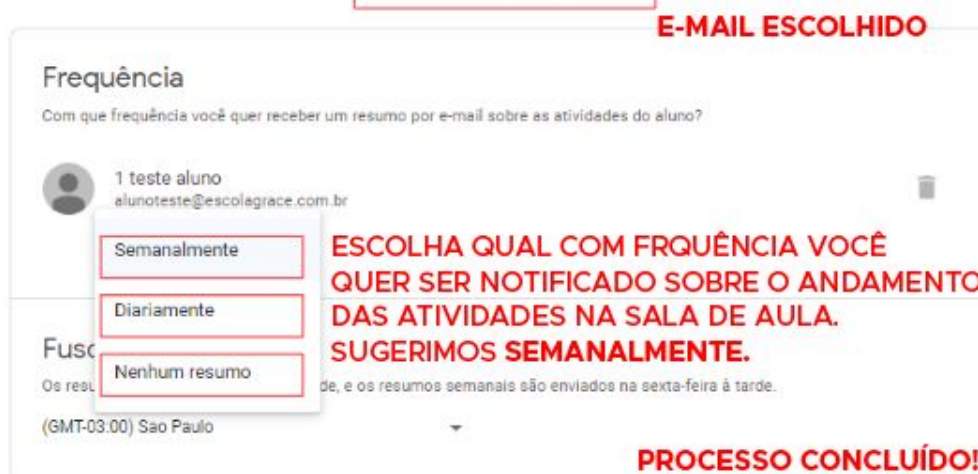 E-MAIL ESCOLHIDO
Frequência
Com que frequência você quer receber um resumo por e-mail sobre as atividades do aluno?
1 teste aluno
alunoteste@escolagrace.com.br
Semanalmente
Diariamente
Nenhum resumo
ESCOLHA QUAL COM FRQUÊNCIA VOCÊ
QUER SER NOTIFICADO SOBRE O ANDAMENTO
DAS ATIVIDADES NA SALA DE AULA.
SUGERIMOS SEMANALMENTE.
Os de, e os resumos semanais são enviados na sexta-feira à tarde.
(GMT-03:00) Sao Paulo
PROCESSO CONCLUÍDO!